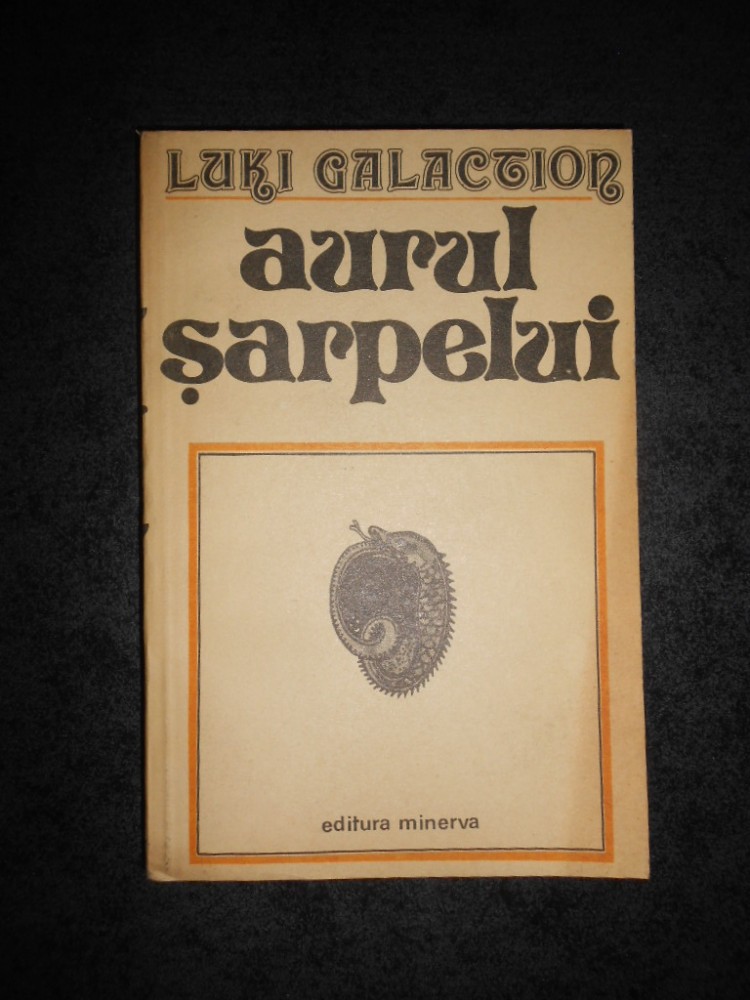 LUKI GALACTION
aurul
șarpelui
editura minerva